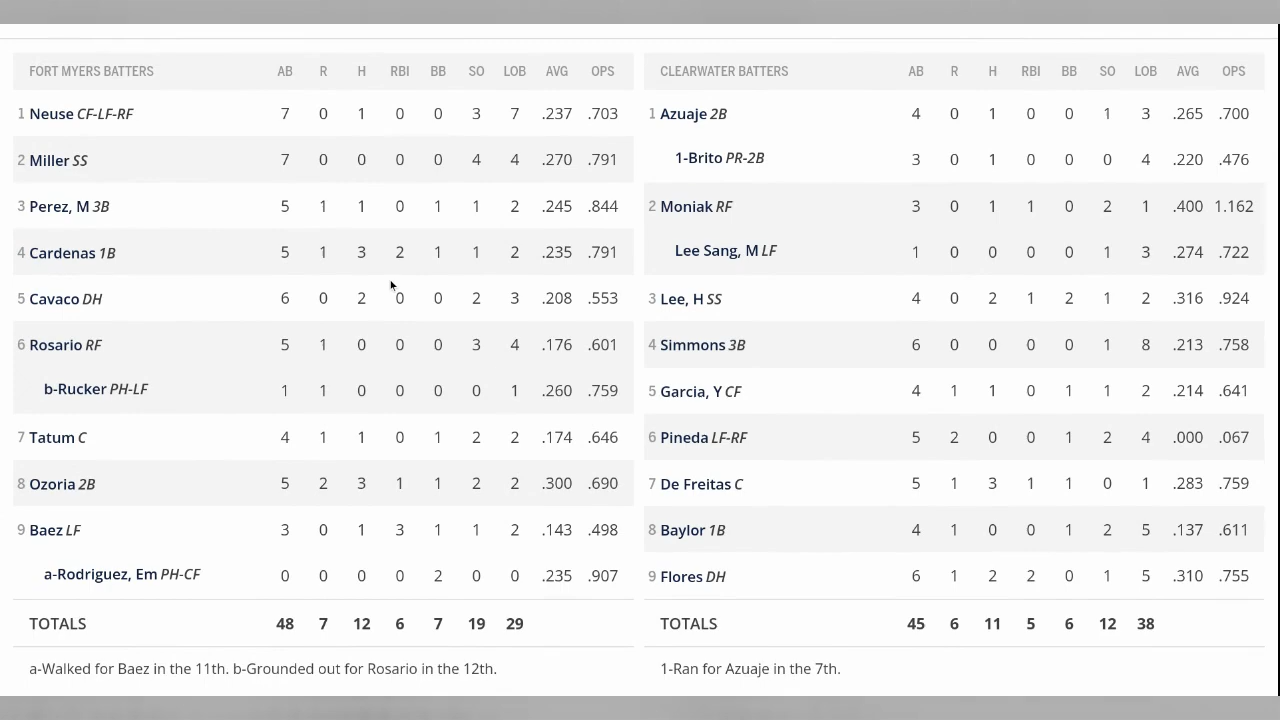 FORT MYERS BATTERS AB R H RBI BB SO LOB AVG OPS
1 Neuse CF-LF-RF 7 0 1 0 0 3 7 .237 .703
2 Miller SS 7 0 0 0 0 4 4 .270 .791
3 Perez, M 3B 5 1 1 0 1 1 2 .245 .844
4 Cardenas 1B 5 1 3 2 1 1 2 .235 .791
5 Cavaco DH 6 0 2 0 0 2 3 .208 .553
6 Rosario RF 5 1 0 0 0 3 4 .176 .601
b-Rucker PH-LF 1 1 0 0 0 0 1 .260 .759
7 Tatum C 4 1 1 0 1 2 2 .174 .646
8 Ozoria 2B 5 2 3 1 1 2 2 .300 .690
9 Baez LF 3 0 1 3 1 1 2 .143 .498
a-Rodriguez, Em PH-CF 0 0 0 0 2 0 0 .235 .907
TOTALS 48 7 12 6 7 19 29
a-Walked for Baez in the 11th. b-Grounded out for Rosario in the 12th.
CLEARWATER BATTERS AB R H RBI BB SO LOB AVG OPS
1 Azuaje 2B 4 0 1 0 0 1 3 .265 .700
1-Brito PR-2B 3 0 1 0 0 0 4 .220 .476
2 Moniak RF 3 0 1 1 0 2 1 .400 1.162
Lee Sang, M LF 1 0 0 0 0 1 3 .274 .722
3 Lee, H SS 4 0 2 1 2 1 2 .316 .924
4 Simmons 3B 6 0 0 0 0 1 8 .213 .758
5 Garcia, Y CF 4 1 1 0 1 1 2 .214 .641
6 Pineda LF-RF 5 2 0 0 1 2 4 .000 .067
7 De Freitas C 5 1 3 1 1 0 1 .283 .759
8 Baylor 1B 4 1 0 0 1 2 5 .137 .611
9 Flores DH 6 1 2 2 0 1 5 .310 .755
TOTALS 45 6 11 5 6 12 38
1-Ran for Azuaje in the 7th.